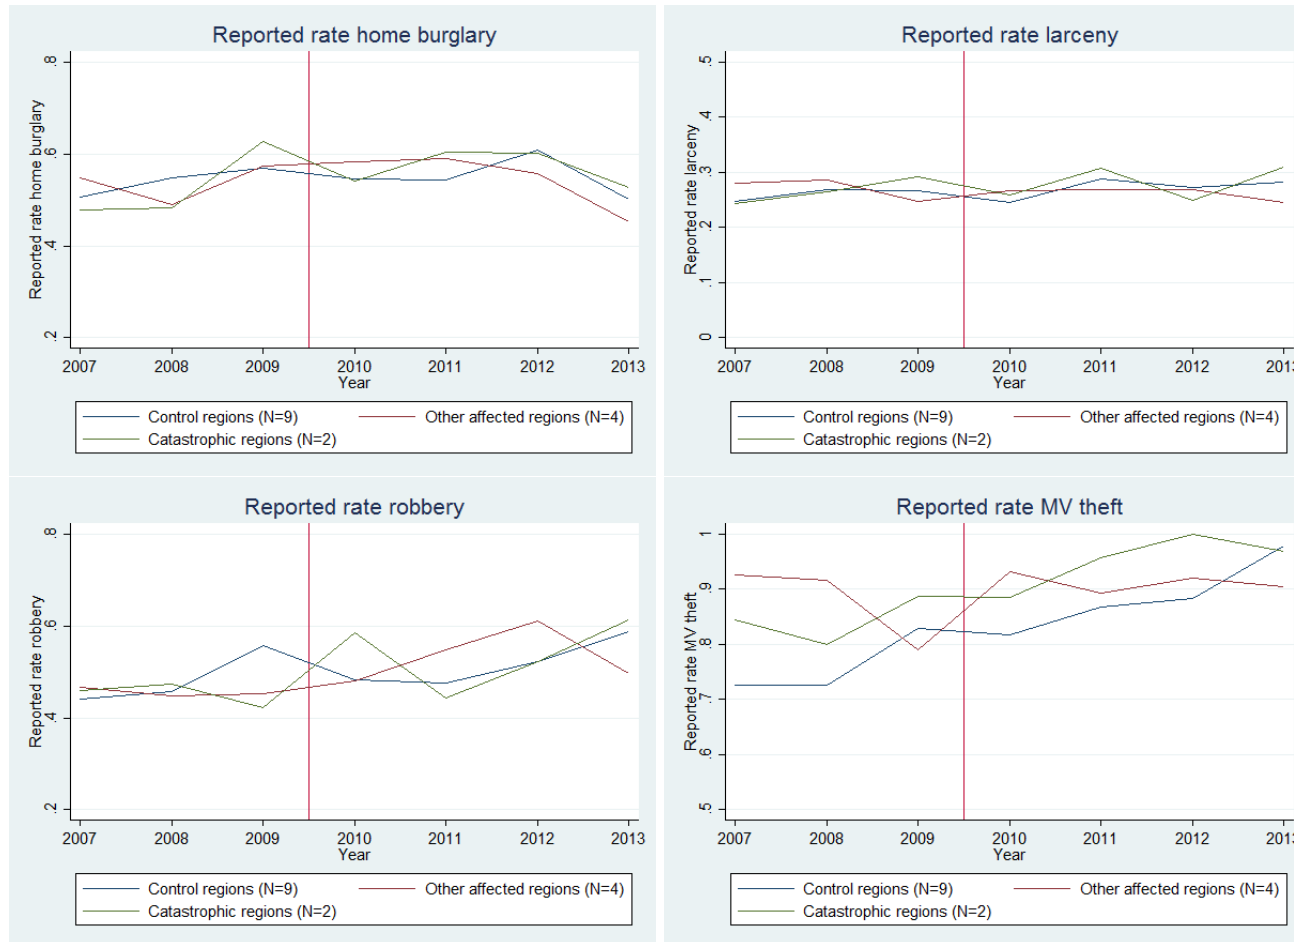 Reported rate home burglary
Reported rate home burglary
.8
.6
.4
.2
2007 2008 2009 2010 2011 2012 2013
Year
Control regions (N=9) Other affected regions (N=4)
Catastrophic regions (N=2)
Reported rate larceny
Reported rate larceny
.5
.4
.3
.2
.1
0
2007 2008 2009 2010 2011 2012 2013
Year
Control regions (N=9) Other affected regions (N=4)
Catastrophic regions (N=2)
Reported rate robbery
Reported rate robbery
.8
.6
.4
.2
2007 2008 2009 2010 2011 2012 2013
Year
Control regions (N=9) Other affected regions (N=4)
Catastrophic regions (N=2)
Reported rate MV theft
Reported rate MV theft
1
.9
.8
.7
.6
.5
2007 2008 2009 2010 2011 2012 2013
Year
Control regions (N=9) Other affected regions (N=4)
Catastrophic regions (N=2)